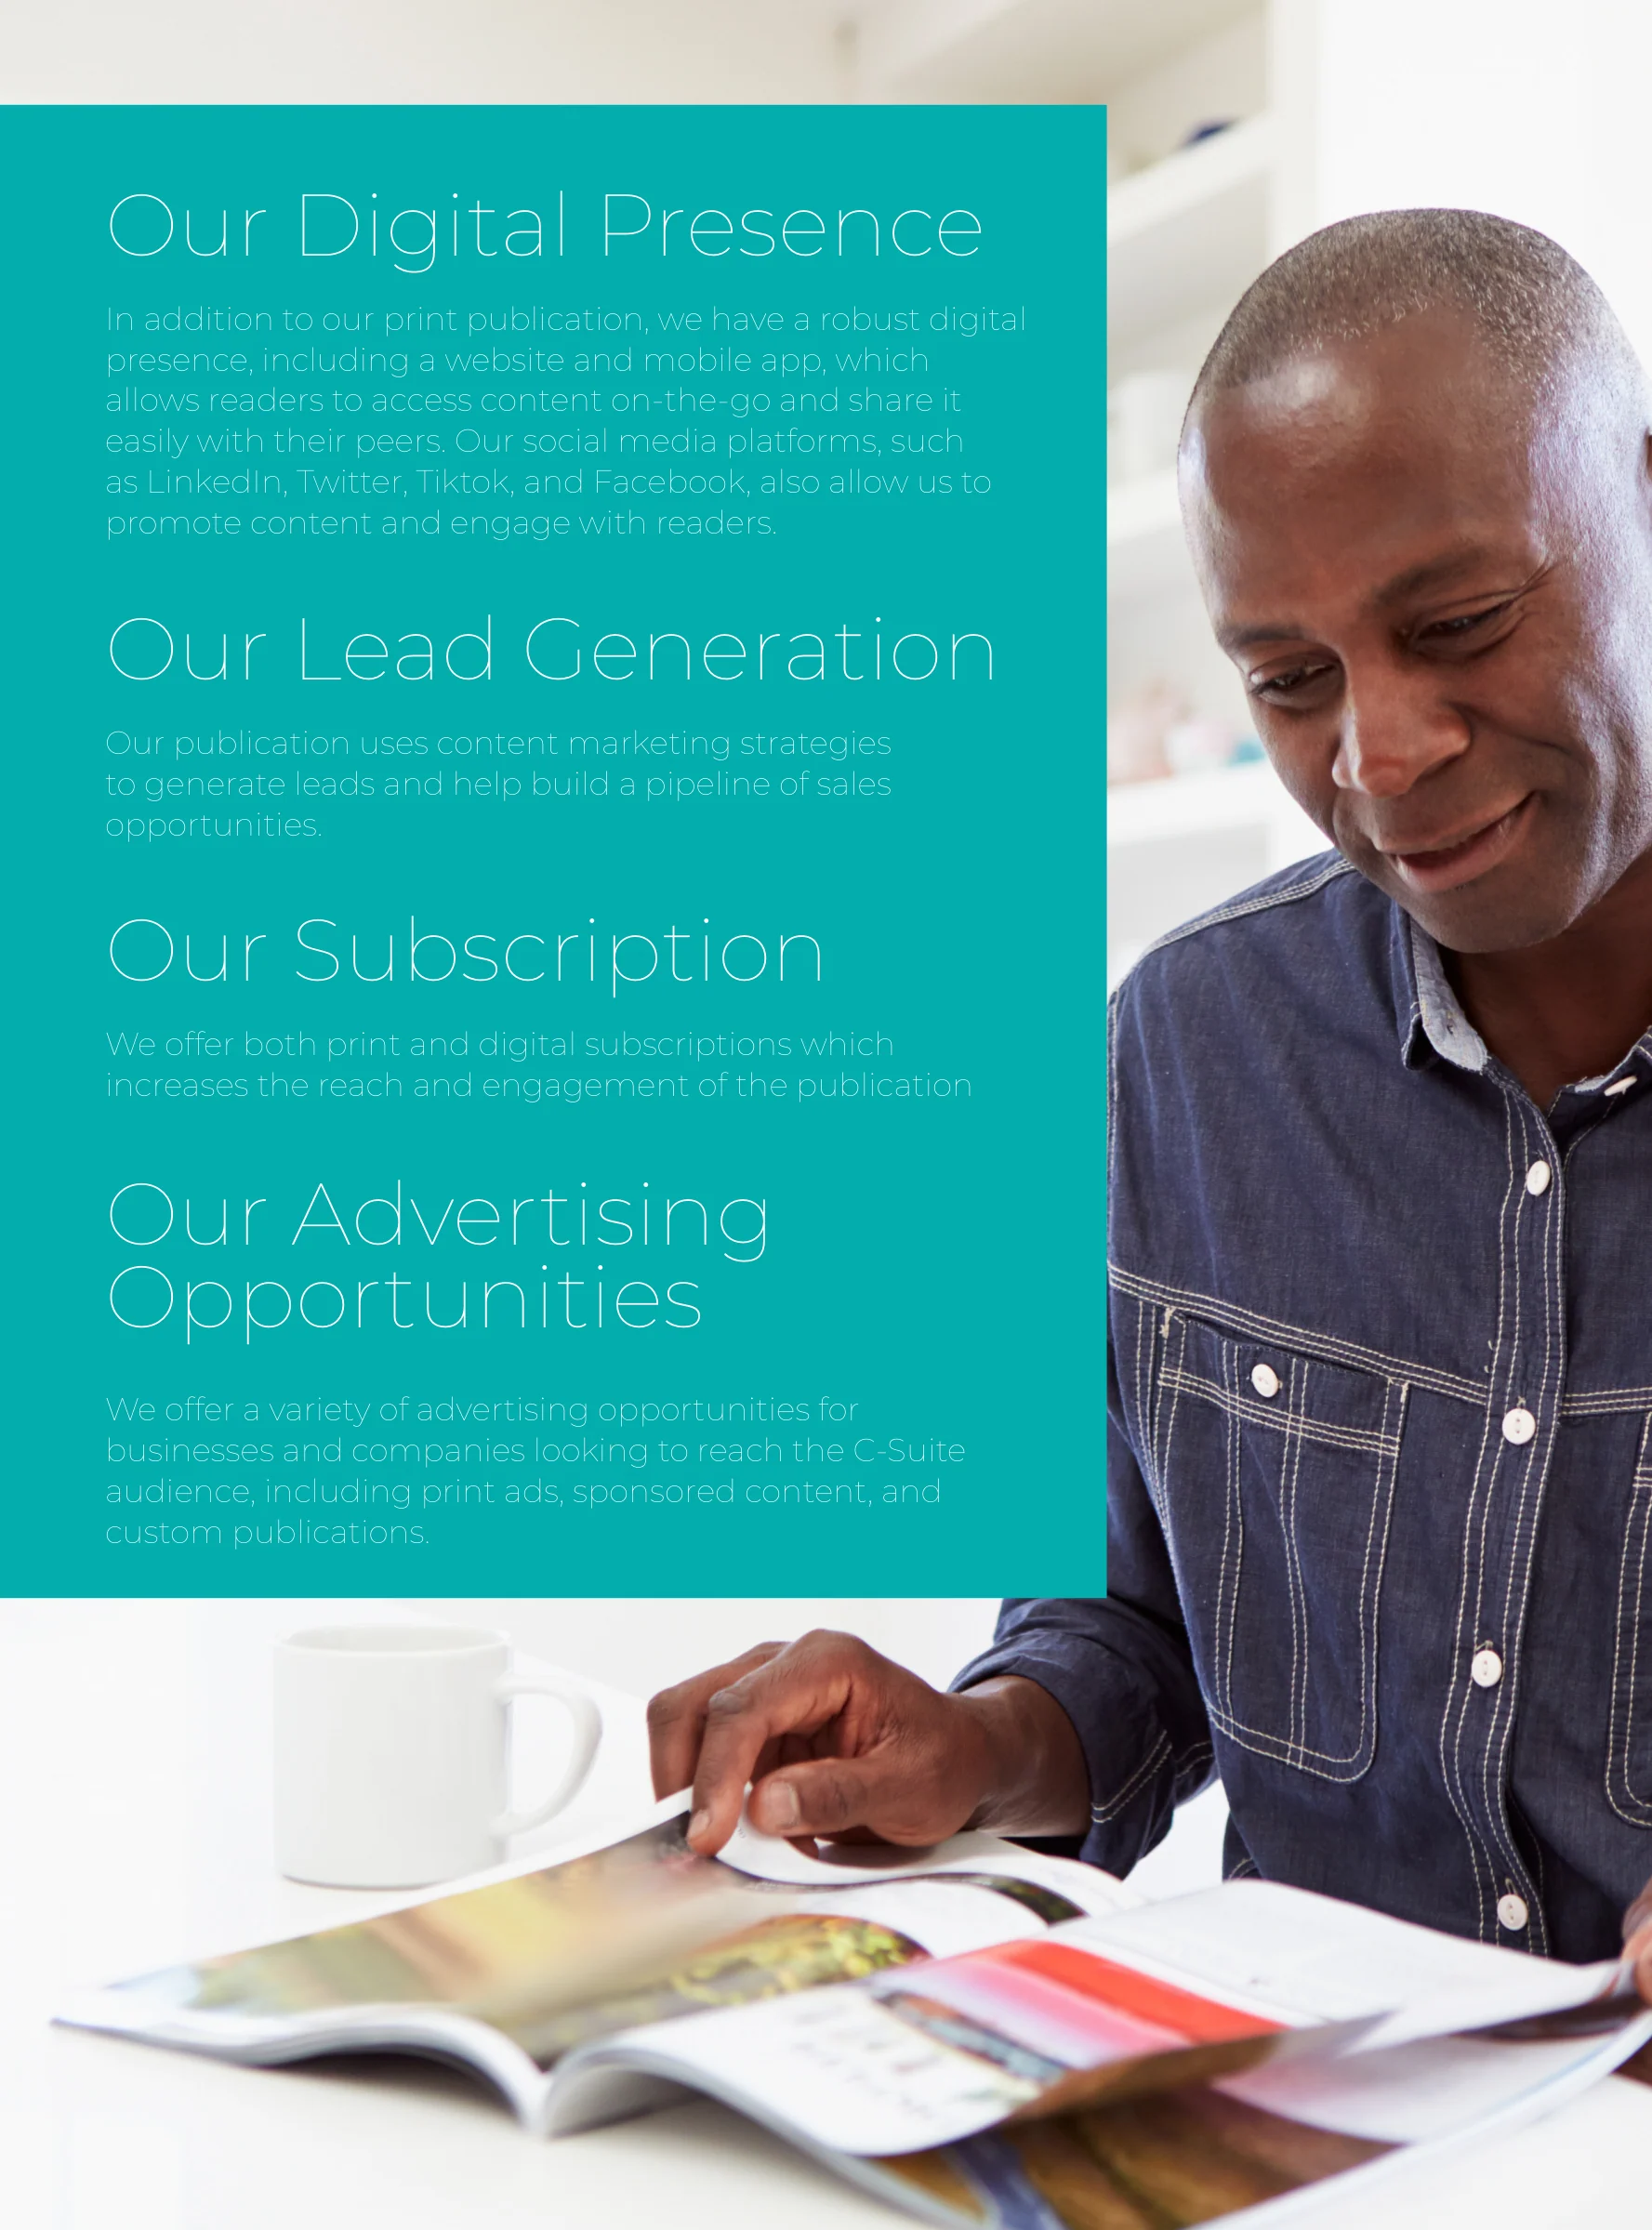 Our Digital Presence
In addition to our print publication, we have a robust digital
presence, including a website and mobile app, which
allows readers to access content on-the-go and share it
easily with their peers. Our social media platforms, such
as LinkedIn, Twitter, Tiktok, and Facebook, also allow us to
promote content and engage with readers.
Our Lead Generation
Our publication uses content marketing strategies
to generate leads and help build a pipeline of sales
opportunities.
Our Subscription
We offer both print and digital subscriptions which
increases the reach and engagement of the publication
Our Advertising
Opportunities
We offer a variety of advertising opportunities for
businesses and companies looking to reach the C-Suite
audience, including print ads, sponsored content, and
custom publications.